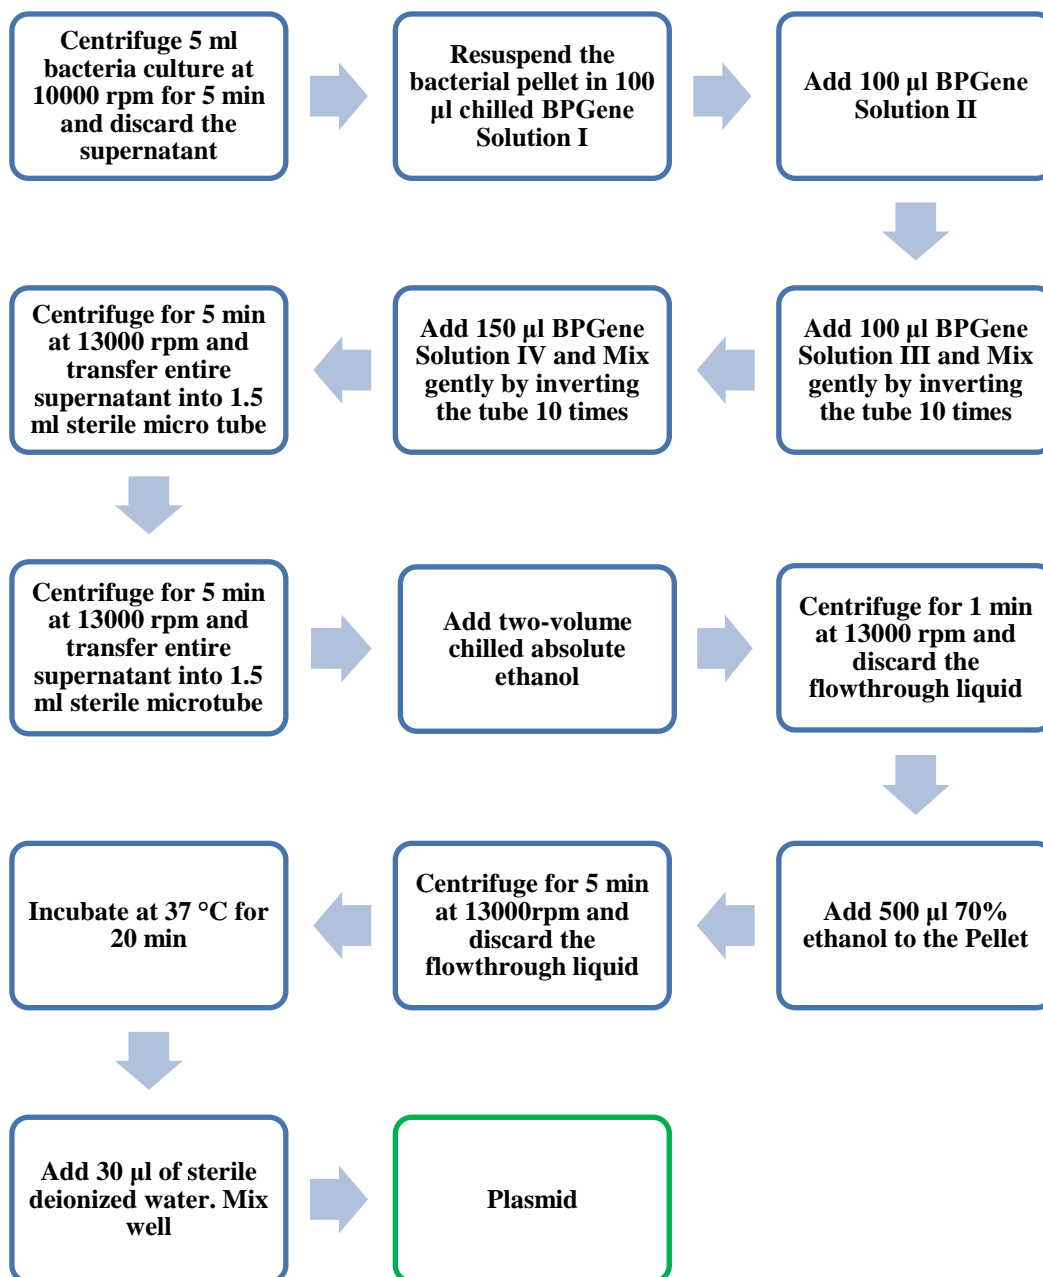 Centrifuge 5 ml
bacteria culture at
10000 rpm for 5 min
and discard the
supernatant
Resuspend the
bacterial pellet in 100
µl chilled BPGene
Solution I
Add 100 µl BPGene
Solution II
Add 100 µl BPGene
Solution III and Mix
gently by inverting
the tube 10 times
Add 150 µl BPGene
Solution IV and Mix
gently by inverting
the tube 10 times
Centrifuge for 5 min
at 13000 rpm and
transfer entire
supernatant into 1.5
ml sterile micro tube
Centrifuge for 5 min
at 13000 rpm and
transfer entire
supernatant into 1.5
ml sterile microtube
Add two-volume
chilled absolute
ethanol
Centrifuge for 1 min
at 13000 rpm and
discard the
flowthrough liquid
Add 500 µl 70%
ethanol to the Pellet
Centrifuge for 5 min
at 13000rpm and
discard the
flowthrough liquid
Incubate at 37 °C for
20 min
Add 30 µl of sterile
deionized water. Mix
well
Plasmid